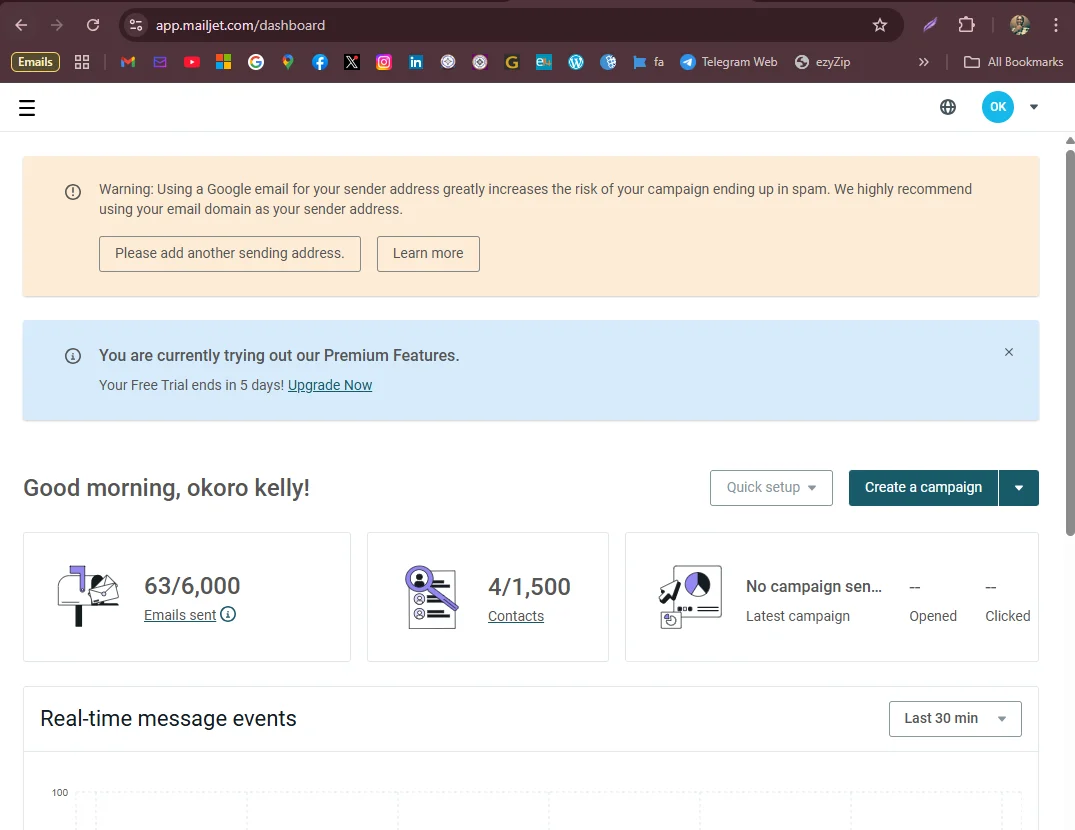 app.mailjet.com/dashboard
Emails
fa
Telegram Web
ezyZip
All Bookmarks
OK
Warning: Using a Google email for your sender address greatly increases the risk of your campaign ending up in spam. We highly recommend
using your email domain as your sender address.
Please add another sending address.
Learn more
You are currently trying out our Premium Features.
Your Free Trial ends in 5 days! Upgrade Now
Good morning, okoro kelly!
Quick setup
Create a campaign
63/6,000
Emails sent
4/1,500
Contacts
No campaign sen... -- --
Latest campaign Opened Clicked
Real-time message events
Last 30 min
100